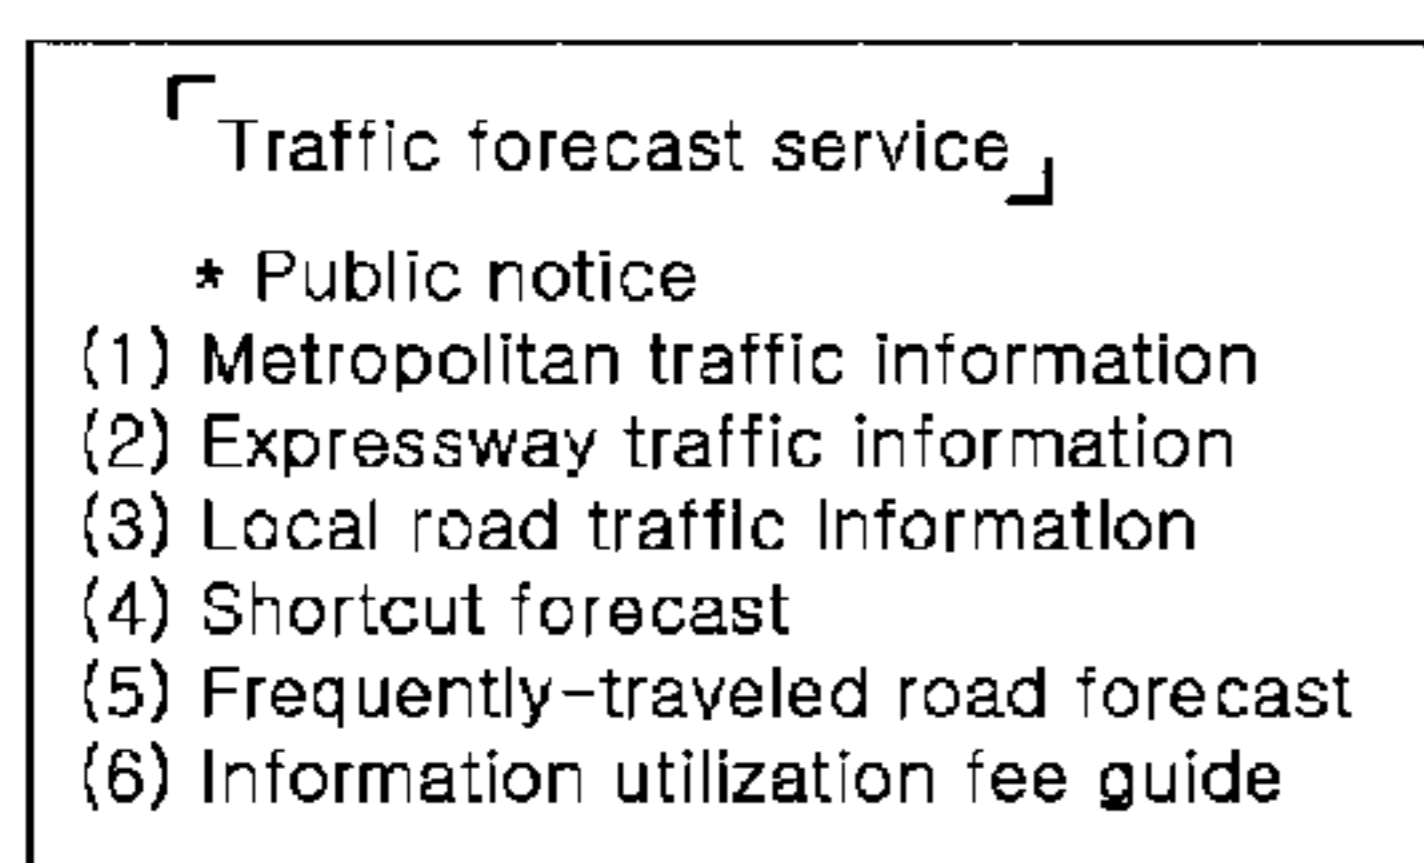 「Traffic forecast service」
* Public notice
(1) Metropolitan traffic information
(2) Expressway traffic information
(3) Local road traffic information
(4) Shortcut forecast
(5) Frequently-traveled road forecast
(6) Information utilization fee guide